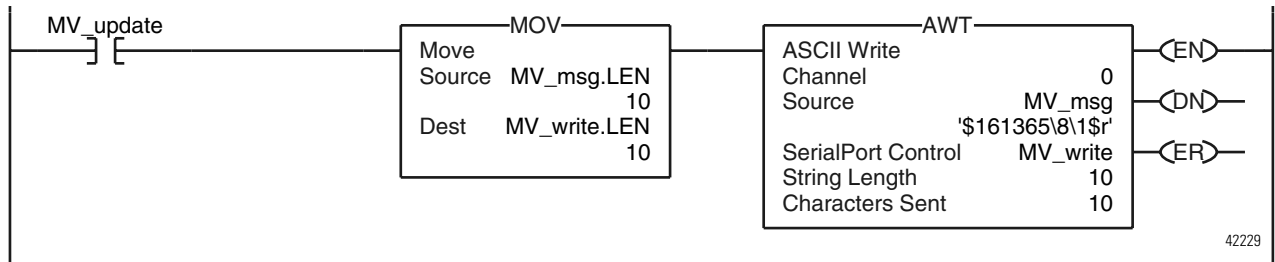 MV_update
MOV
Move
Source MV_msg.LEN
10
Dest MV_write.LEN
10
AWT
ASCII Write
Channel 0
Source MV_msg
'$161365\8\1$r'
SerialPort Control MV_write
String Length 10
Characters Sent 10
EN
DN
ER
42229